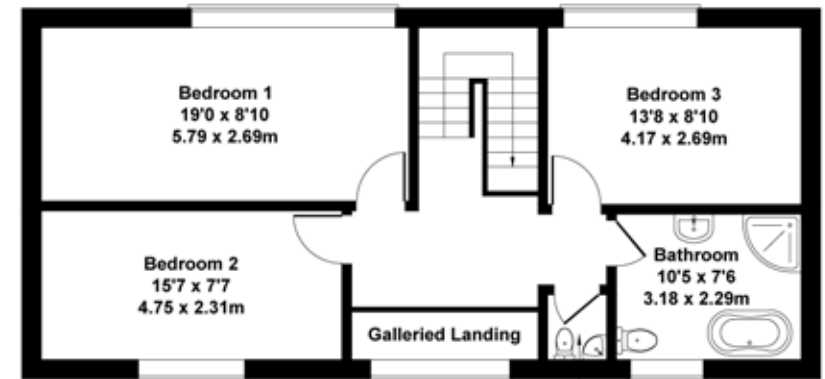 Bedroom 1
19'0 x 8'10
5.79 x 2.69m
Bedroom 3
13'8 x 8'10
4.17 x 2.69m
Bedroom 2
15'7 x 7'7
4.75 x 2.31m
Bathroom
10'5 x 7'6
3.18 x 2.29m
Galleried Landing